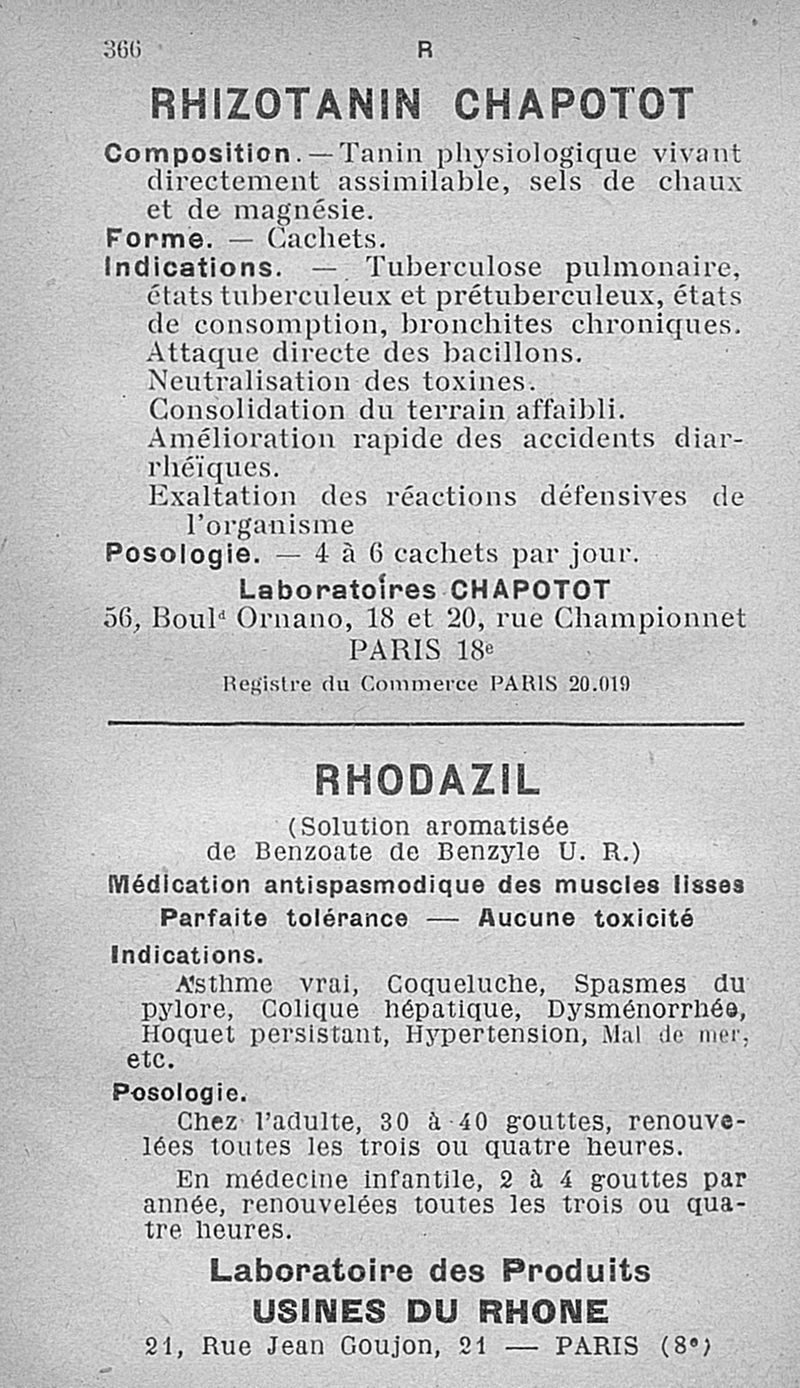 366 R
RHIZOTANIN CHAPOTOT
Composition. — Tanin physiologique vivant
directement assimilable, sels de chaux
et de magnésie.
Forme. — Cachets.
Indications. — Tuberculose pulmonaire,
états tuberculeux et prétuberculeux, états
de consomption, bronchites chroniques.
Attaque directe des bacillons.
Neutralisation des toxines.
Consolidation du terrain affaibli.
Amélioration rapide des accidents diar-
rhéïques.
Exaltation des réactions défensives de
l'organisme
Posologie. — 4 à 6 cachets par jour.
Laboratoires CHAPOTOT
56, Boulᵈ Ornano, 18 et 20, rue Championnet
PARIS 18ᵉ
Registre du Commerce PARIS 20.019
RHODAZIL
(Solution aromatisée
de Benzoate de Benzyle U. R.)
Médication antispasmodique des muscles lisses
Parfaite tolérance — Aucune toxicité
Indications.
Asthme vrai, Coqueluche, Spasmes du
pylore, Colique hépatique, Dysménorrhée,
Hoquet persistant, Hypertension, Mal de mer,
etc.
Posologie.
Chez l'adulte, 30 à 40 gouttes, renouve-
lées toutes les trois ou quatre heures.
En médecine infantile, 2 à 4 gouttes par
année, renouvelées toutes les trois ou qua-
tre heures.
Laboratoire des Produits
USINES DU RHONE
21, Rue Jean Goujon, 21 — PARIS (8ᵉ)